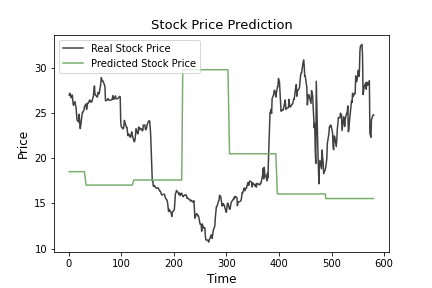 Stock Price Prediction
Real Stock Price
Predicted Stock Price
Price
30
25
20
15
10
0 100 200 300 400 500 600
Time